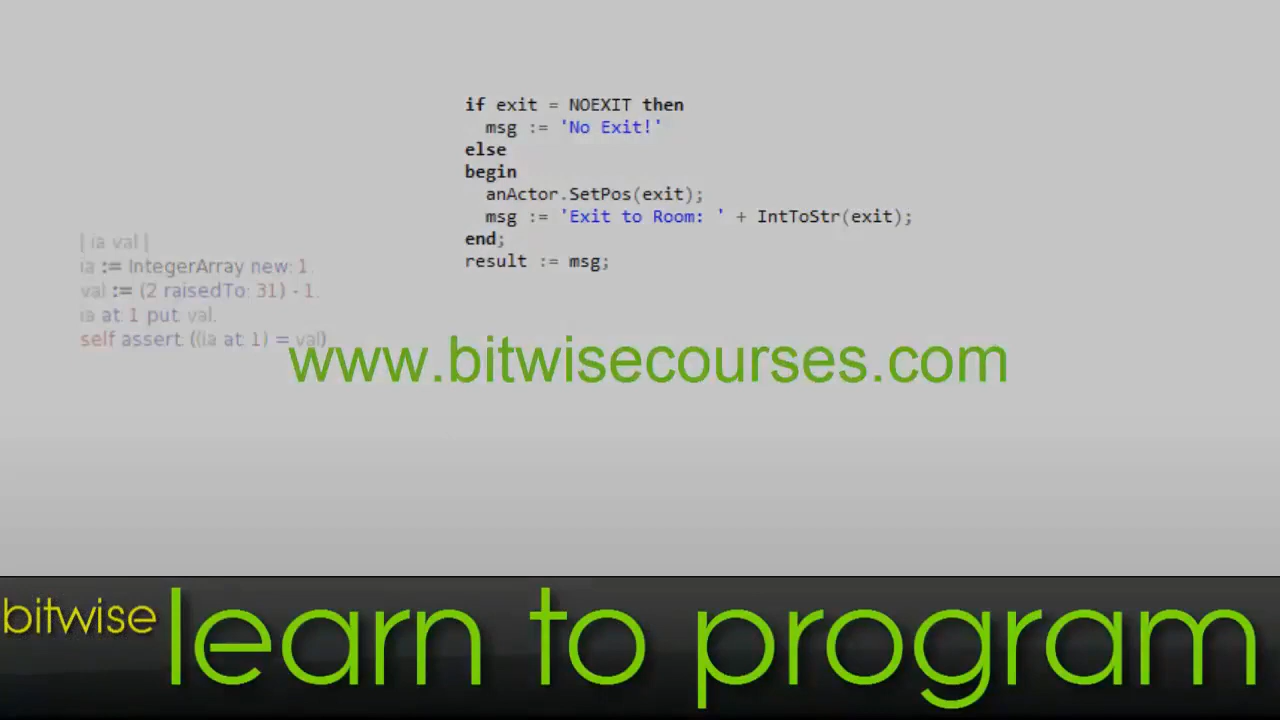 if exit = NOEXIT then
msg := 'No Exit!'
else
begin
anActor.SetPos(exit);
msg := 'Exit to Room: ' + IntToStr(exit);
end;
result := msg;
| ia val |
ia := IntegerArray new: 1.
val := (2 raisedTo: 31) - 1.
ia at: 1 put: val.
self assert: ((ia at: 1) = val)
www.bitwisecourses.com
bitwise learn to program